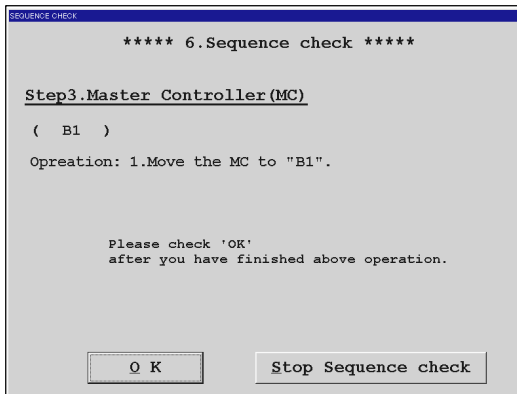 SEQUENCE CHECK
***** 6.Sequence check *****
Step3.Master Controller(MC)
( B1 )
Opreation: 1.Move the MC to "B1".
Please check 'OK'
after you have finished above operation.
O K
Stop Sequence check